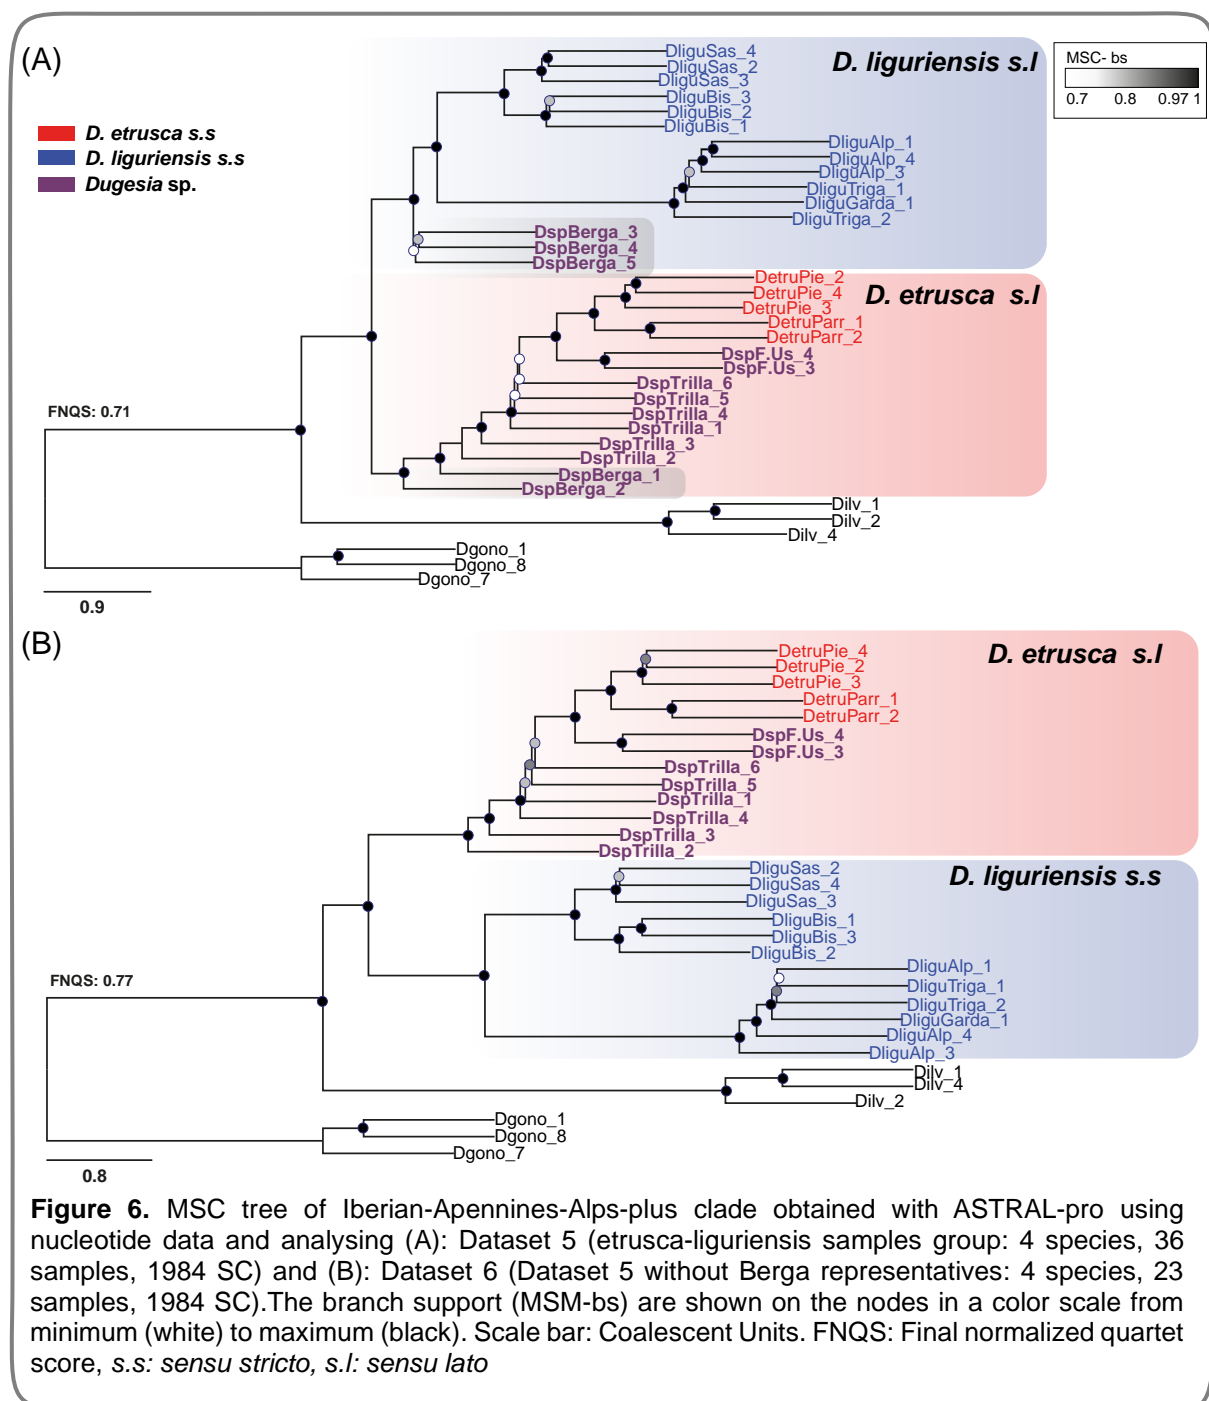 (A)
D. liguriensis s.l
MSC- bs
0.7 0.8 0.97 1
D. etrusca s.s
D. liguriensis s.s
Dugesia sp.
DliguSas_4
DliguSas_2
DliguSas_3
DliguBis_3
DliguBis_2
DliguBis_1
DliguAlp_1
DliguAlp_4
DliguAlp_3
DliguTriga_1
DliguGarda_1
DliguTriga_2
DspBerga_3
DspBerga_4
DspBerga_5
D. etrusca s.l
DetruPie_2
DetruPie_4
DetruPie_3
DetruParr_1
DetruParr_2
DspF.Us_4
DspF.Us_3
DspTrilla_6
DspTrilla_5
DspTrilla_4
DspTrilla_1
DspTrilla_3
DspTrilla_2
DspBerga_1
DspBerga_2
FNQS: 0.71
Dilv_1
Dilv_2
Dilv_4
Dgono_1
Dgono_8
Dgono_7
0.9
(B)
D. etrusca s.l
DetruPie_4
DetruPie_2
DetruPie_3
DetruParr_1
DetruParr_2
DspF.Us_4
DspF.Us_3
DspTrilla_6
DspTrilla_5
DspTrilla_1
DspTrilla_4
DspTrilla_3
DspTrilla_2
D. liguriensis s.s
DliguSas_2
DliguSas_4
DliguSas_3
DliguBis_1
DliguBis_3
DliguBis_2
DliguAlp_1
DliguTriga_1
DliguTriga_2
DliguGarda_1
DliguAlp_4
DliguAlp_3
FNQS: 0.77
Dilv_1
Dilv_4
Dilv_2
Dgono_1
Dgono_8
Dgono_7
0.8
Figure 6. MSC tree of Iberian-Apennines-Alps-plus clade obtained with ASTRAL-pro using
nucleotide data and analysing (A): Dataset 5 (etrusca-liguriensis samples group: 4 species, 36
samples, 1984 SC) and (B): Dataset 6 (Dataset 5 without Berga representatives: 4 species, 23
samples, 1984 SC).The branch support (MSM-bs) are shown on the nodes in a color scale from
minimum (white) to maximum (black). Scale bar: Coalescent Units. FNQS: Final normalized quartet
score, s.s: sensu stricto, s.l: sensu lato